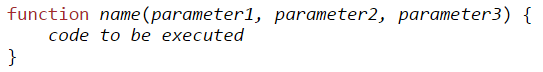 function name(parameter1, parameter2, parameter3) {
    code to be executed
}